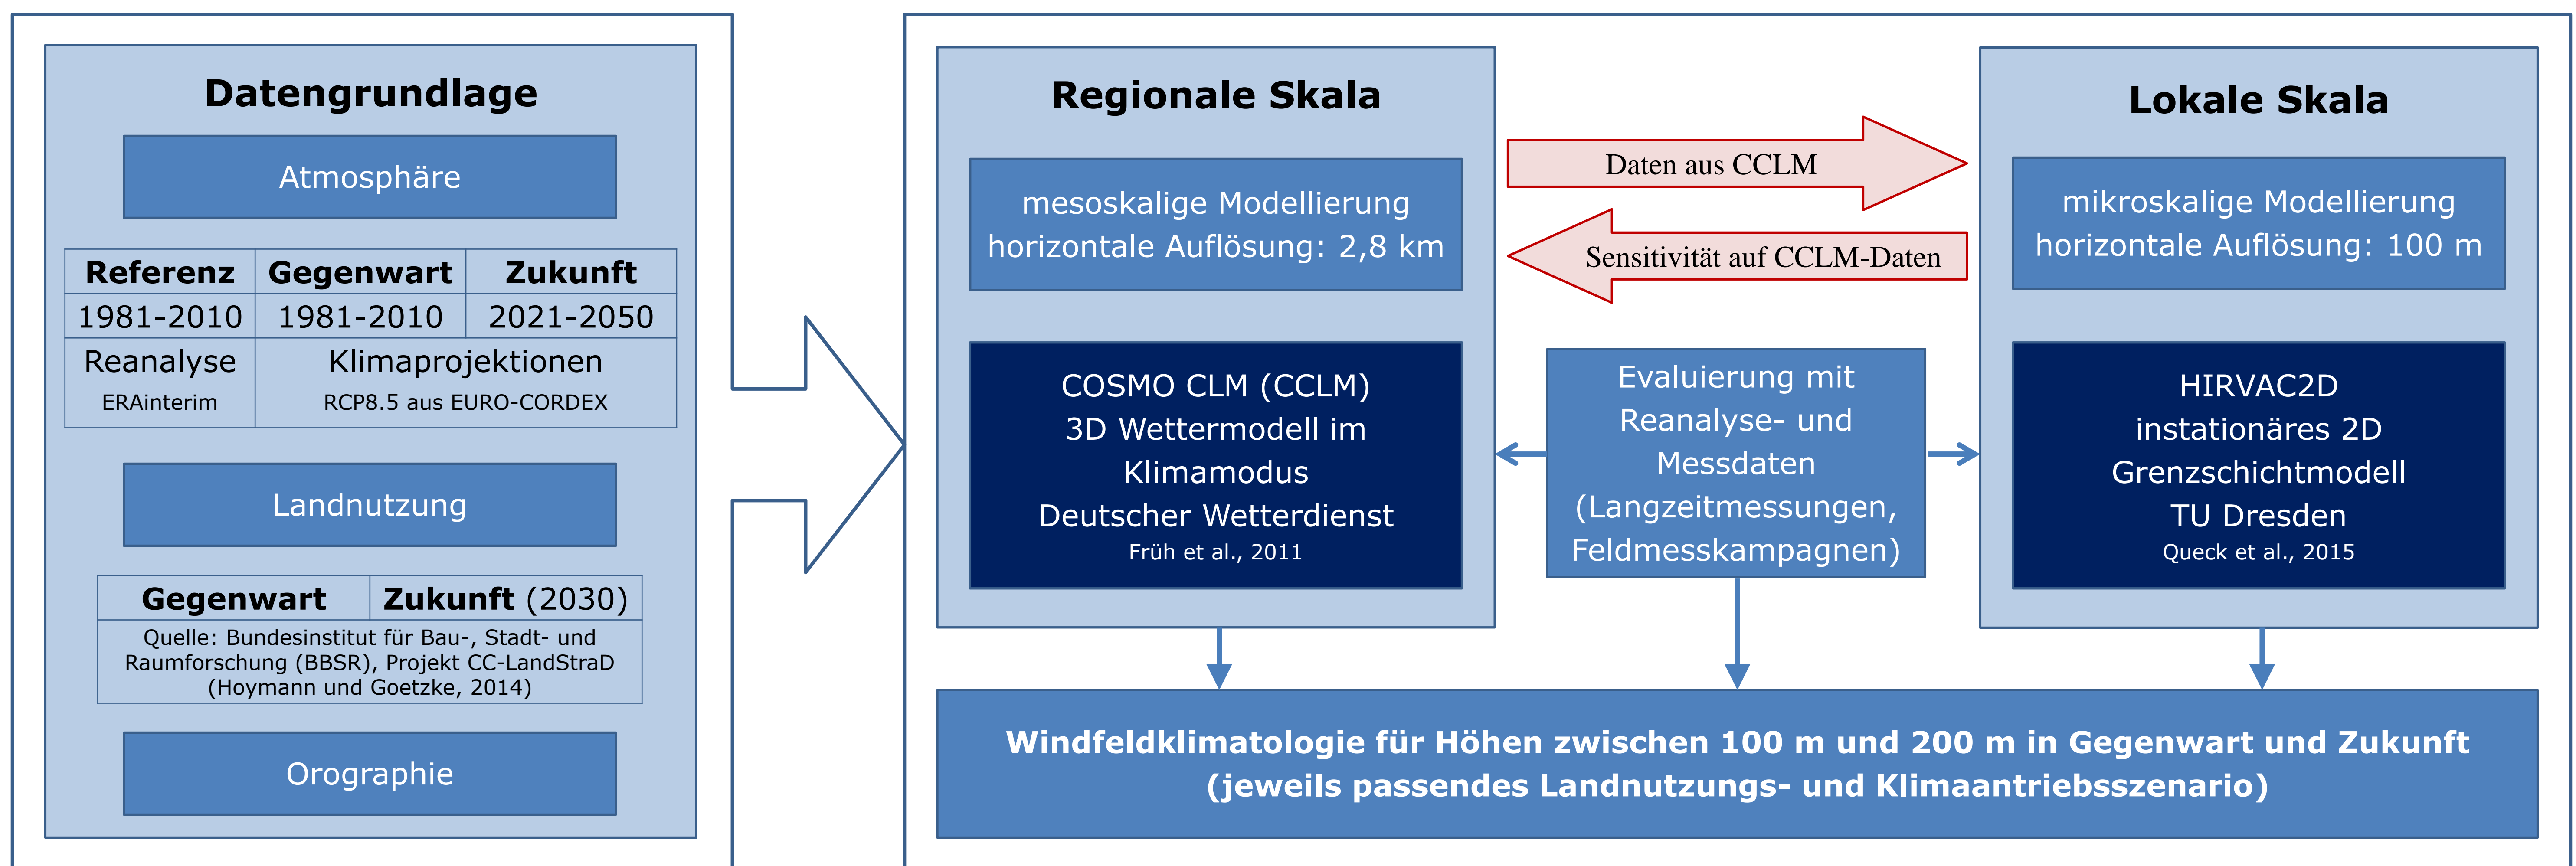 Datengrundlage
Atmosphäre
Referenz Gegenwart Zukunft
1981-2010 1981-2010 2021-2050
Reanalyse Klimaprojektionen
ERAinterim RCP8.5 aus EURO-CORDEX
Landnutzung
Gegenwart Zukunft (2030)
Quelle: Bundesinstitut für Bau-, Stadt- und
Raumforschung (BBSR), Projekt CC-LandStraD
(Hoymann und Goetzke, 2014)
Orographie
Regionale Skala
mesoskalige Modellierung
horizontale Auflösung: 2,8 km
COSMO CLM (CCLM)
3D Wettermodell im
Klimamodus
Deutscher Wetterdienst
Früh et al., 2011
Daten aus CCLM
Sensitivität auf CCLM-Daten
Evaluierung mit
Reanalyse- und
Messdaten
(Langzeitmessungen,
Feldmesskampagnen)
Lokale Skala
mikroskalige Modellierung
horizontale Auflösung: 100 m
HIRVAC2D
instationäres 2D
Grenzschichtmodell
TU Dresden
Queck et al., 2015
Windfeldklimatologie für Höhen zwischen 100 m und 200 m in Gegenwart und Zukunft
(jeweils passendes Landnutzungs- und Klimaantriebsszenario)